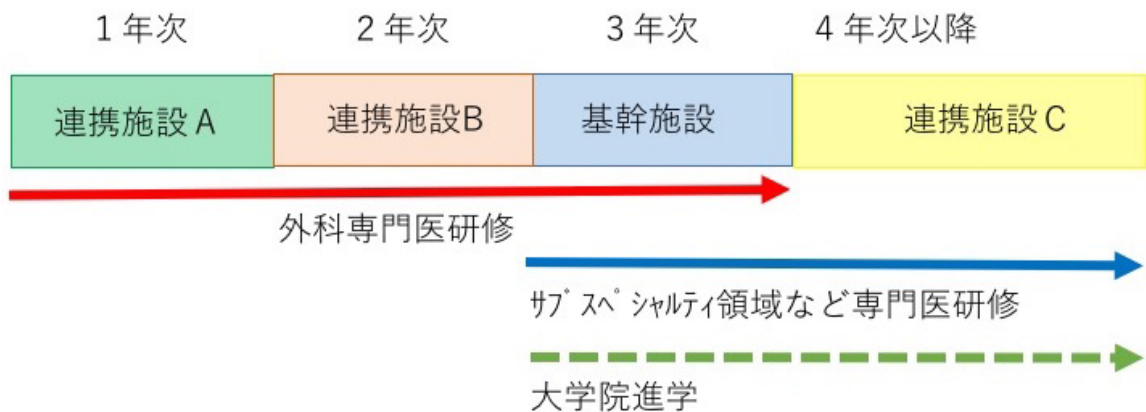 1年次 2年次 3年次 4年次以降
連携施設A 連携施設B 基幹施設 連携施設C
外科専門医研修
ｻﾌﾞｽﾍﾟｼｬﾙﾃｨ領域など専門医研修
大学院進学